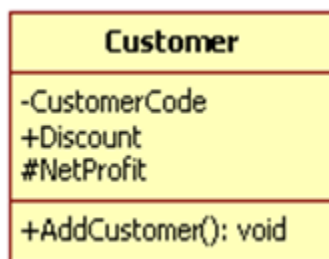 Customer
-CustomerCode
+Discount
#NetProfit
+AddCustomer(): void